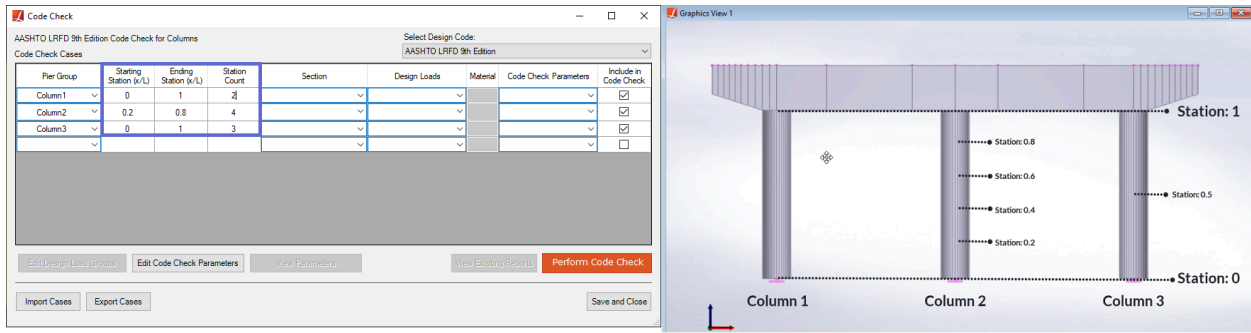 Code Check
AASHTO LRFD 9th Edition Code Check for Columns
Select Design Code:
Code Check Cases
AASHTO LRFD 9th Edition
Pier Group Starting Station (x/L) Ending Station (x/L) Station Count Section Design Loads Material Code Check Parameters Include in Code Check
Column1 0 1 2
Column2 0.2 0.8 4
Column3 0 1 3
Edit Design Load Groups Edit Code Check Parameters View Parameters View Existing Reports Perform Code Check
Import Cases Export Cases Save and Close
Graphics View 1
Station: 1
Station: 0.8
Station: 0.6
Station: 0.5
Station: 0.4
Station: 0.2
Station: 0
Column 1 Column 2 Column 3